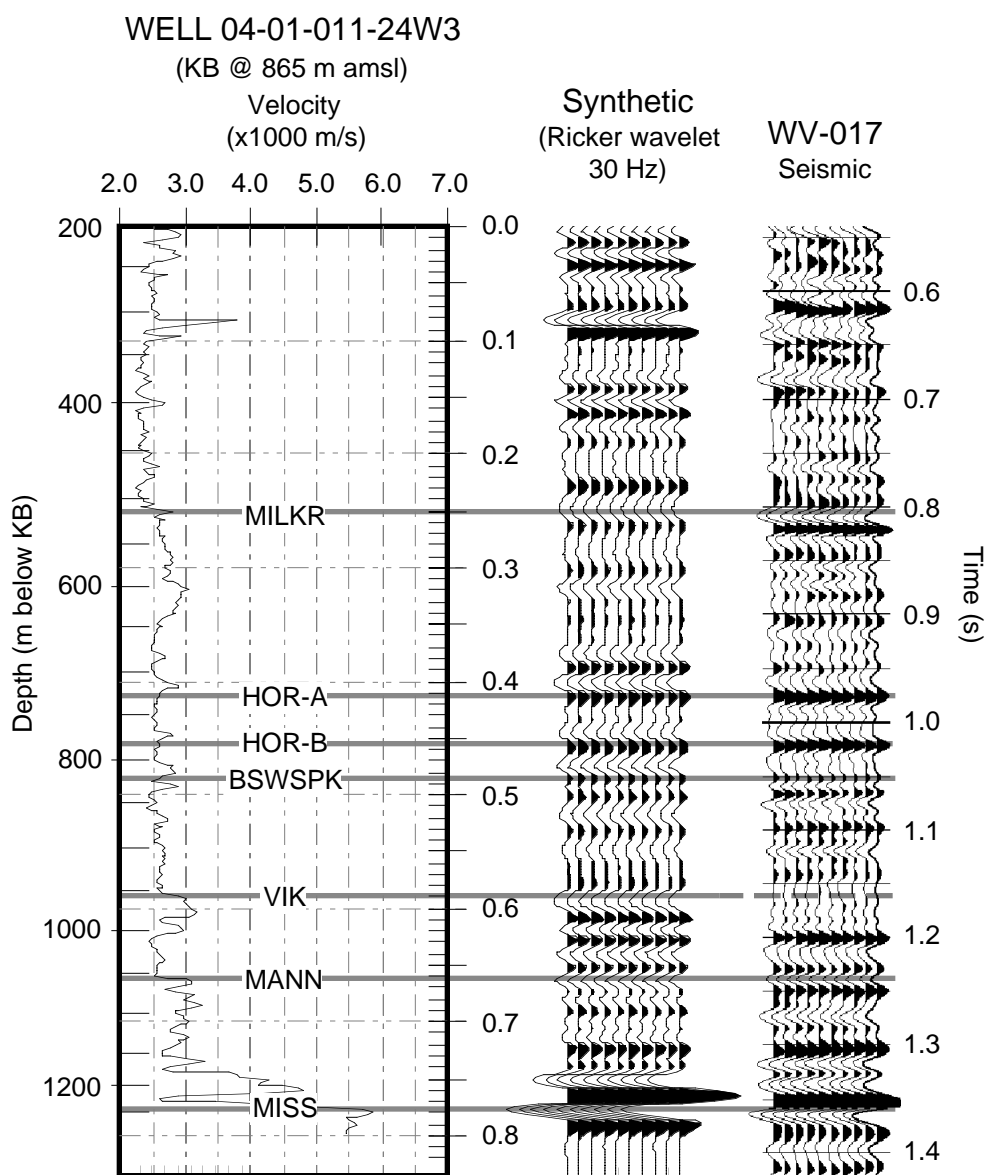 WELL 04-01-011-24W3
(KB @ 865 m amsl)
Velocity
(x1000 m/s)
2.0 3.0 4.0 5.0 6.0 7.0
Synthetic
(Ricker wavelet
30 Hz)
WV-017
Seismic
Depth (m below KB)
200
400
600
800
1000
1200
MILKR
HOR-A
HOR-B
BSWSPK
VIK
MANN
MISS
0.0
0.1
0.2
0.3
0.4
0.5
0.6
0.7
0.8
0.6
0.7
0.8
0.9
1.0
1.1
1.2
1.3
1.4
Time (s)